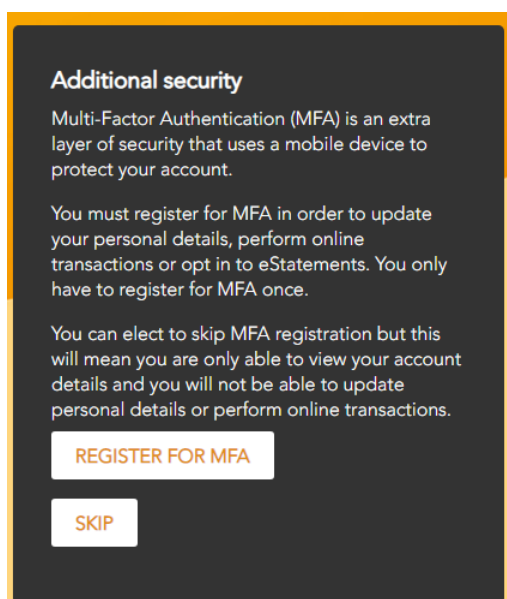 Additional security
Multi-Factor Authentication (MFA) is an extra
layer of security that uses a mobile device to
protect your account.
You must register for MFA in order to update
your personal details, perform online
transactions or opt in to eStatements. You only
have to register for MFA once.
You can elect to skip MFA registration but this
will mean you are only able to view your account
details and you will not be able to update
personal details or perform online transactions.
REGISTER FOR MFA
SKIP